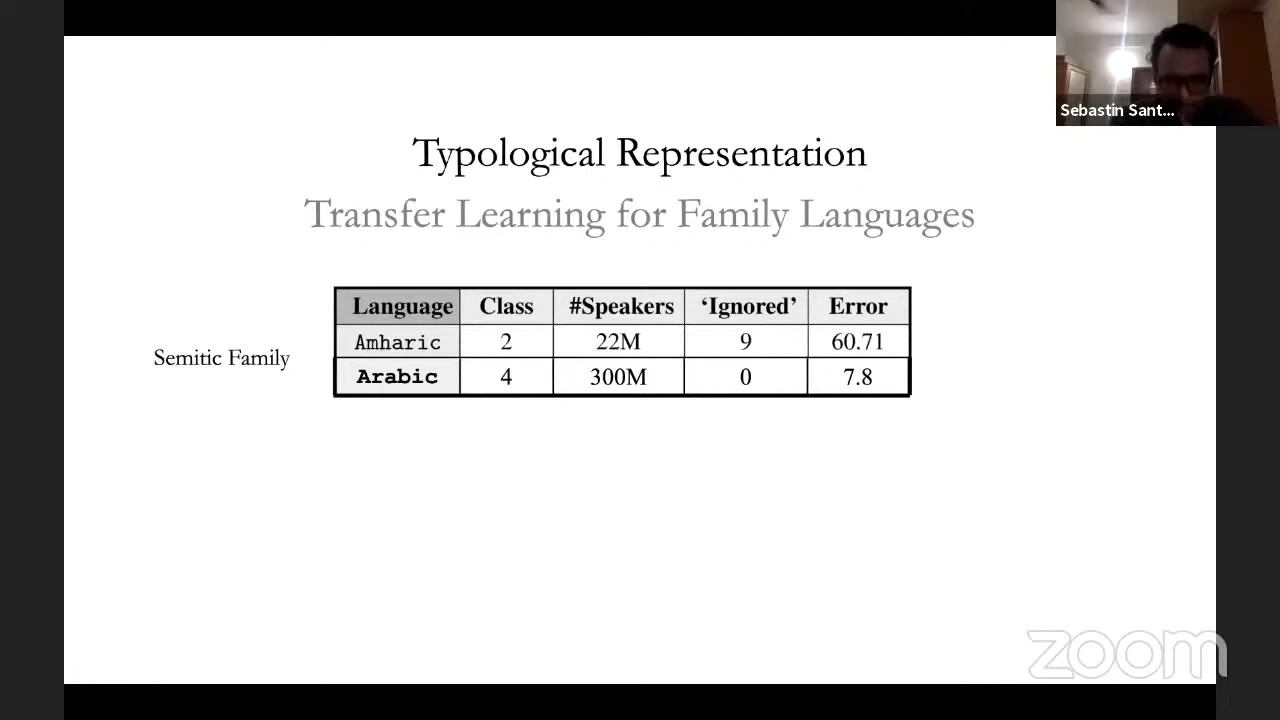 Sebastin Sant...
Typological Representation
Transfer Learning for Family Languages
Language Class #Speakers ‘Ignored’ Error
Amharic 2 22M 9 60.71
Semitic Family
Arabic 4 300M 0 7.8
zoom